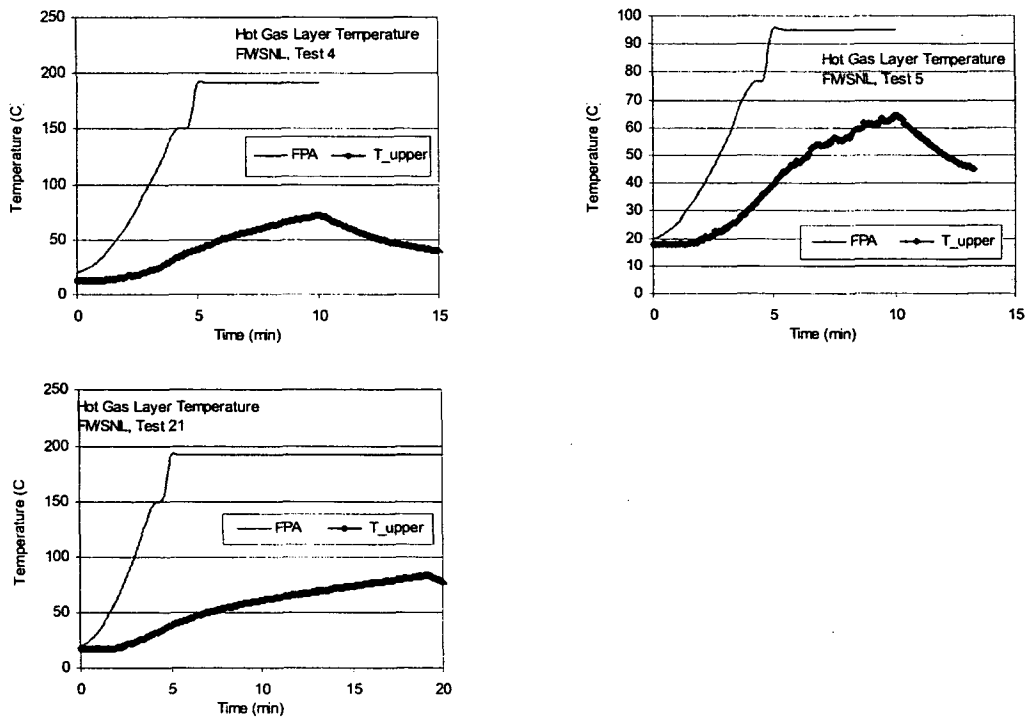 Hot Gas Layer Temperature
FM/SNL, Test 4
Temperature (C)
250
200
150
100
50
0
FPA T_upper
0 5 10 15
Time (min)
Hot Gas Layer Temperature
FM/SNL, Test 5
Temperature (C)
100
90
80
70
60
50
40
30
20
10
0
FPA T_upper
0 5 10 15
Time (min)
Hot Gas Layer Temperature
FM/SNL, Test 21
Temperature (C
250
200
150
100
50
0
FPA T_upper
0 5 10 15 20
Time (min)